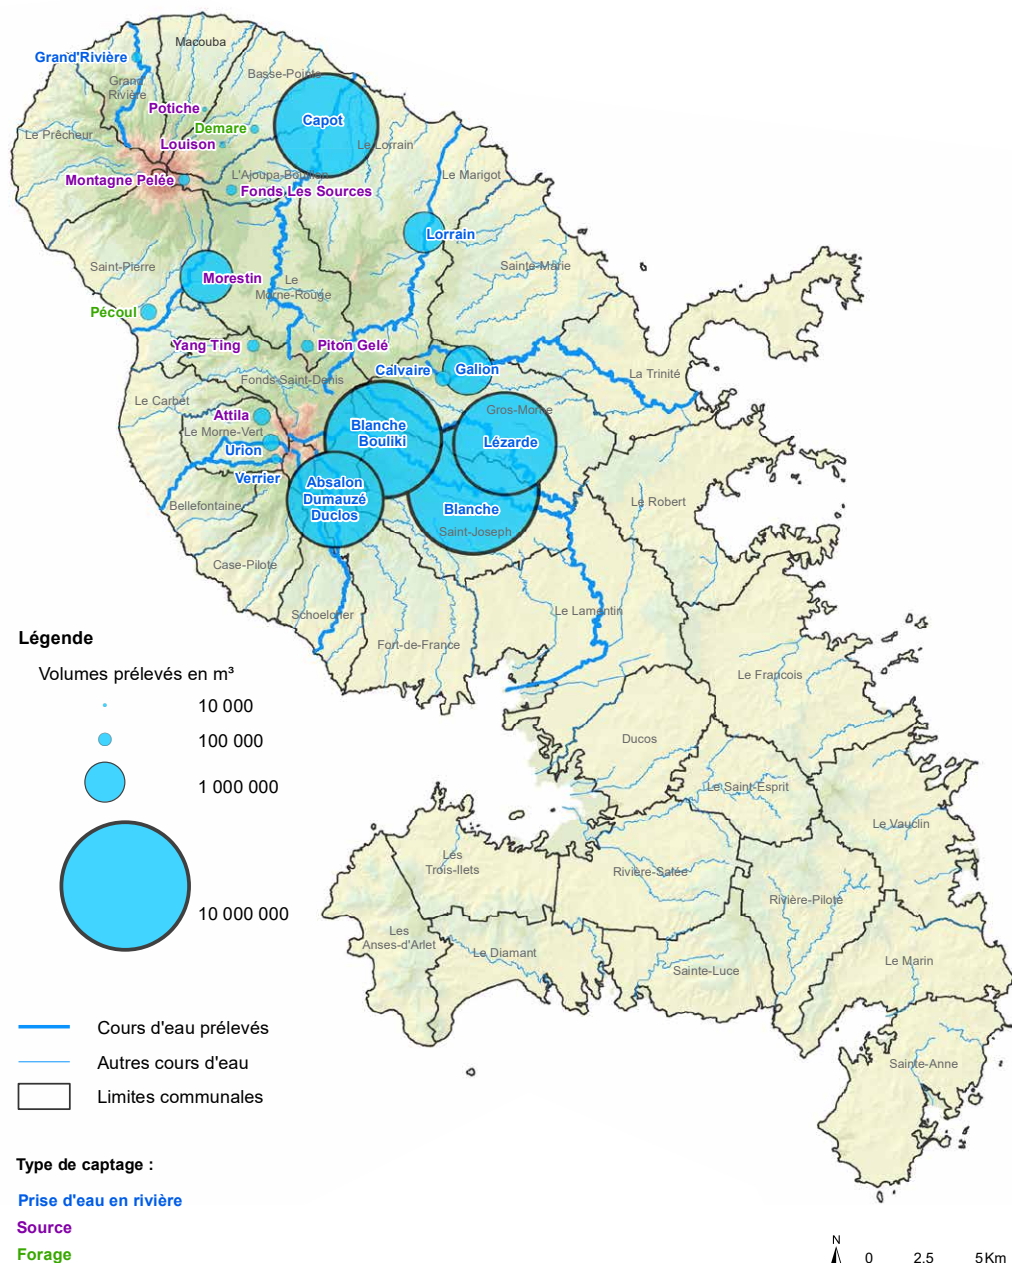 Macouba
Grand'Rivière
Basse-Pointe
Grand
Rivière
Potiche
Capot
Demare
Le Prêcheur
Louison
Le Lorrain
L'Ajoupa-Bouillon
Le Marigot
Montagne Pelée
Fonds Les Sources
Lorrain
Saint-Pierre
Sainte-Marie
Morestin
Le
Morne-Rouge
Pécoul
Yang Ting
Piton Gelé
Calvaire
Galion
La Trinité
Fonds-Saint-Denis
Le Carbet
Gros-Morne
Attila
Blanche
Bouliki
Le Morne-Vert
Lézarde
Urion
Verrier
Absalon
Dumauzé
Duclos
Le Robert
Bellefontaine
Blanche
Saint-Joseph
Case-Pilote
Schoelcher
Le Lamentin
Légende
Fort-de-France
Volumes prélevés en m³
Le Francois
10 000
100 000
Ducos
1 000 000
Le Saint-Esprit
Le Vauclin
Les
Trois-Ilets
Rivière-Salée
Rivière-Pilote
10 000 000
Les
Anses-d'Arlet
Le Diamant
Le Marin
Sainte-Luce
Cours d'eau prélevés
Autres cours d'eau
Sainte-Anne
Limites communales
Type de captage :
Prise d'eau en rivière
Source
Forage
N
0 2,5 5 Km